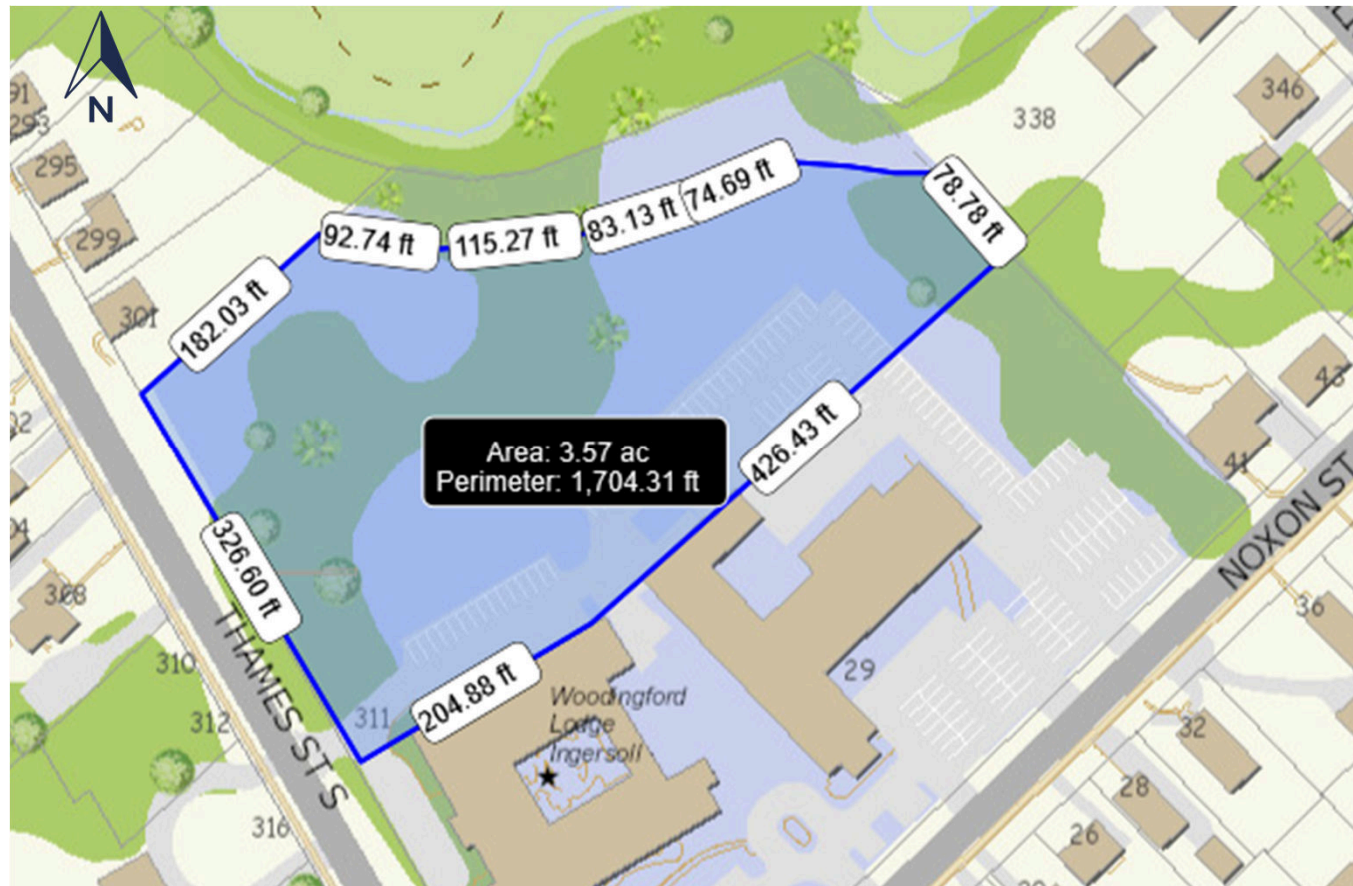 N
91
293
295
299
301
338
346
92.74 ft
115.27 ft
83.13 ft
74.69 ft
78.78 ft
182.03 ft
Area: 3.57 ac
Perimeter: 1,704.31 ft
426.43 ft
43
41
NOXON ST
326.60 ft
THAMES ST S
204.88 ft
310
311
312
316
Woodingford
Lodge
Ingersoll
29
36
32
28
26